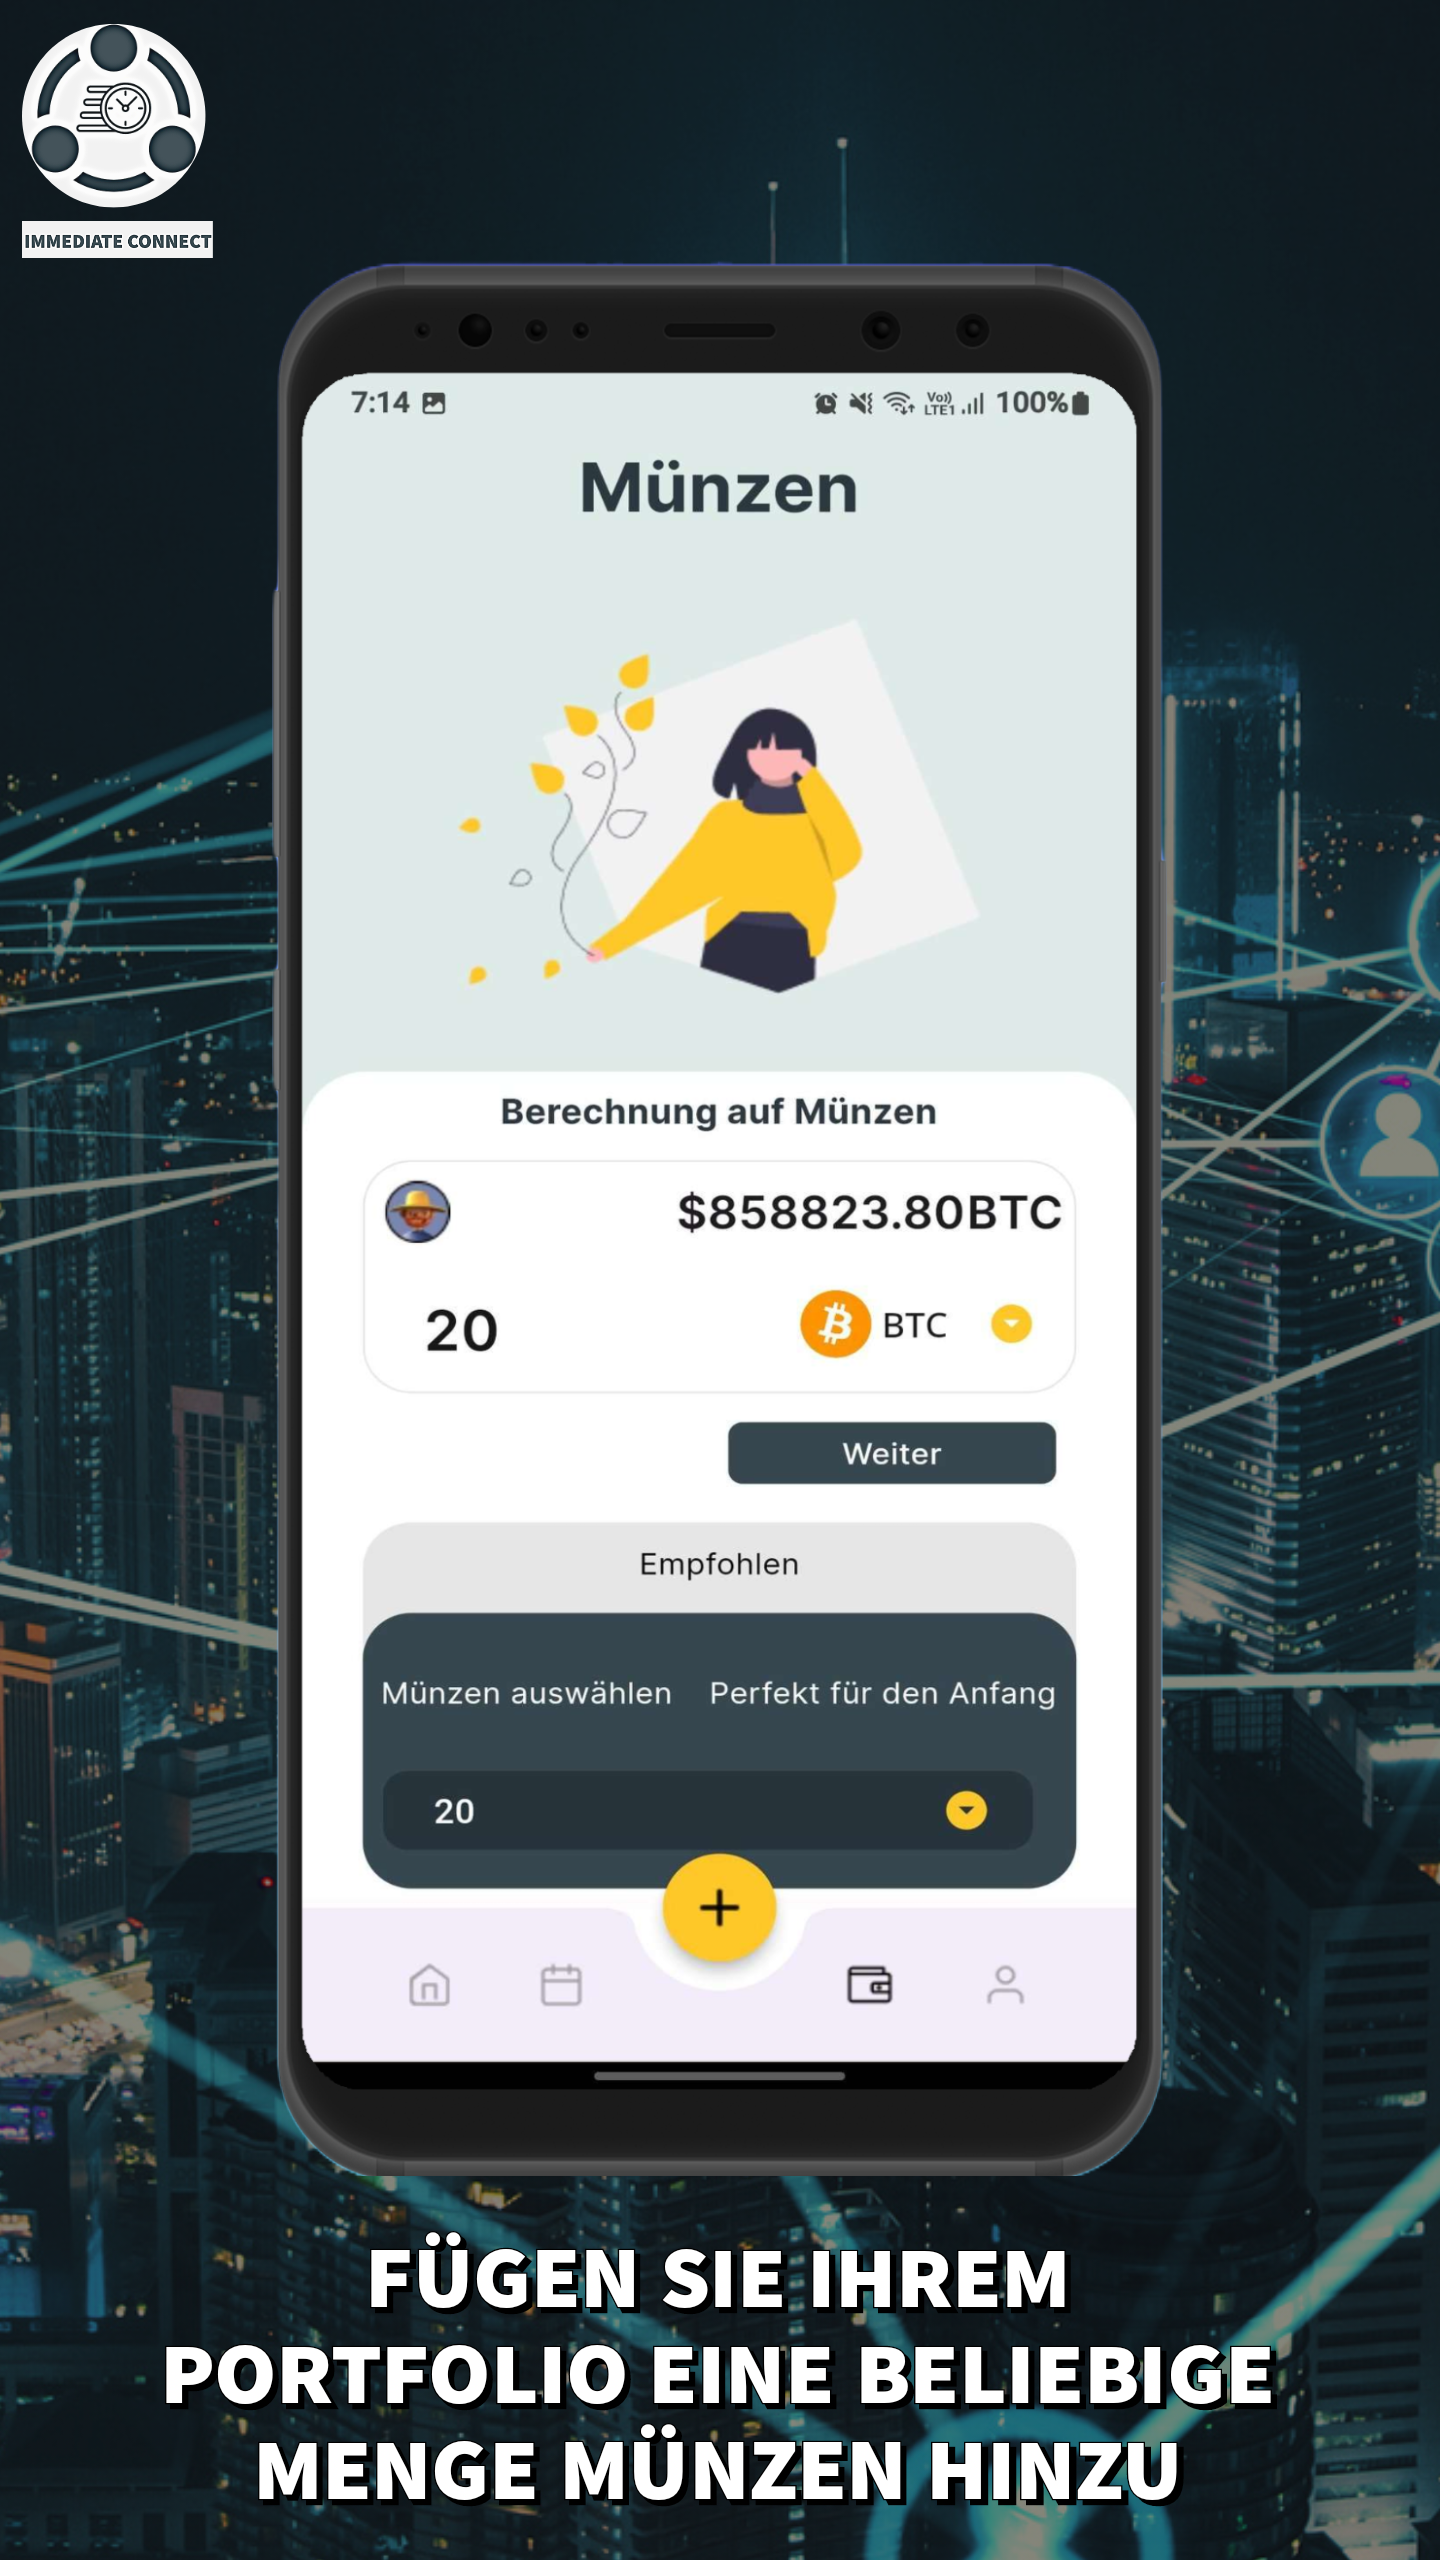 IMMEDIATE CONNECT
7:14
Vo)) LTE1 100%
Münzen
Berechnung auf Münzen
$858823.80BTC
20 BTC
Weiter
Empfohlen
Münzen auswählen Perfekt für den Anfang
20
FÜGEN SIE IHREM
PORTFOLIO EINE BELIEBIGE
MENGE MÜNZEN HINZU